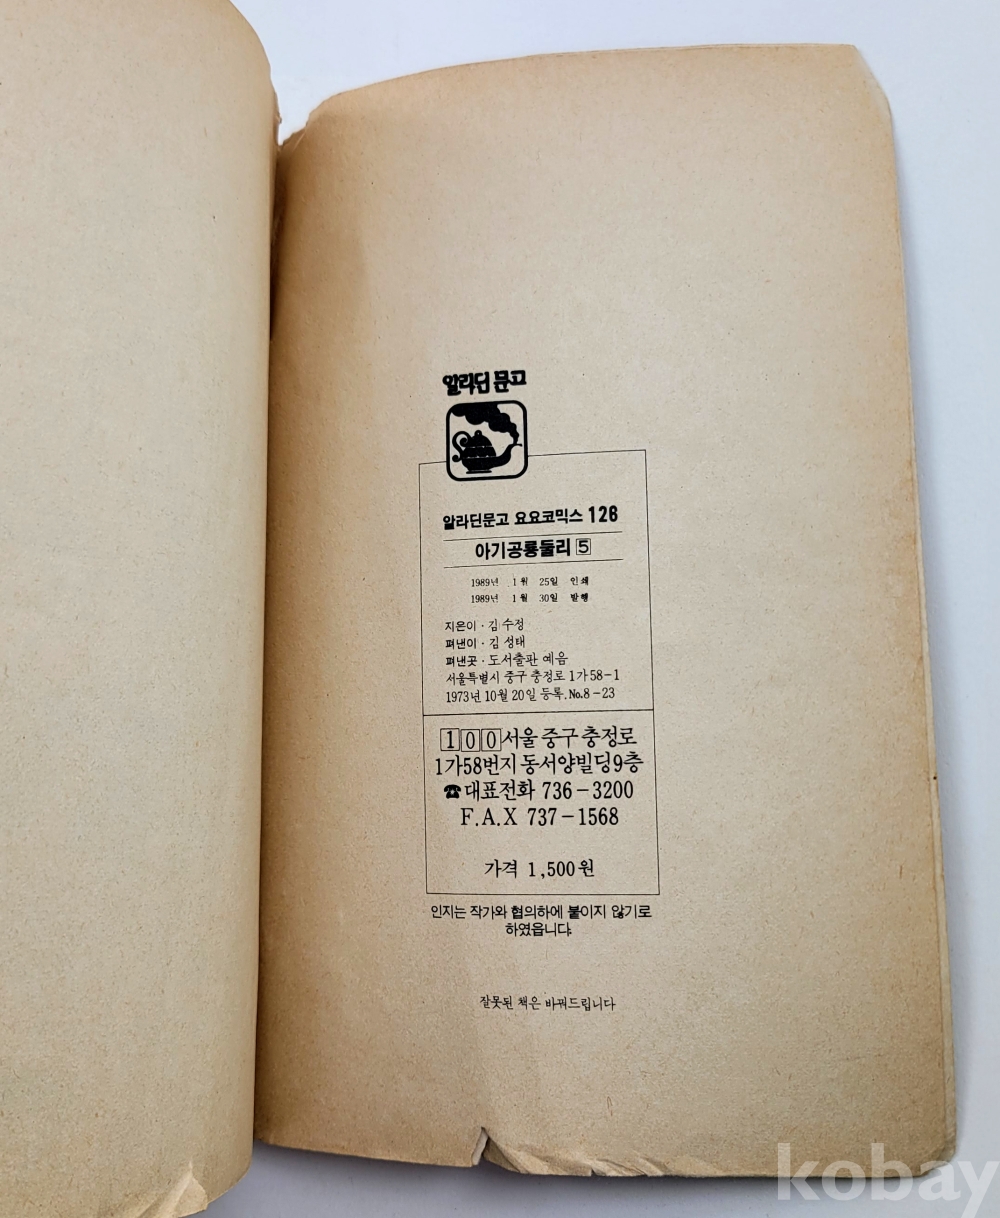 알라딘 문고
알라딘문고 요요코믹스 128
아기공룡둘리 5
1989년 1월 25일 인쇄
1989년 1월 30일 발행
지은이 · 김 수정
펴낸이 · 김 성태
펴낸곳 · 도서출판 예음
서울특별시 중구 충정로 1가 58-1
1973년 10월 20일 등록. No.8-23
100 서울 중구 충정로
1가58번지 동서양빌딩9층
☎ 대표전화 736-3200
F.A.X 737-1568
가격 1,500원
인지는 작가와 협의하에 붙이지 않기로
하였읍니다.
잘못된 책은 바꿔드립니다
kobay